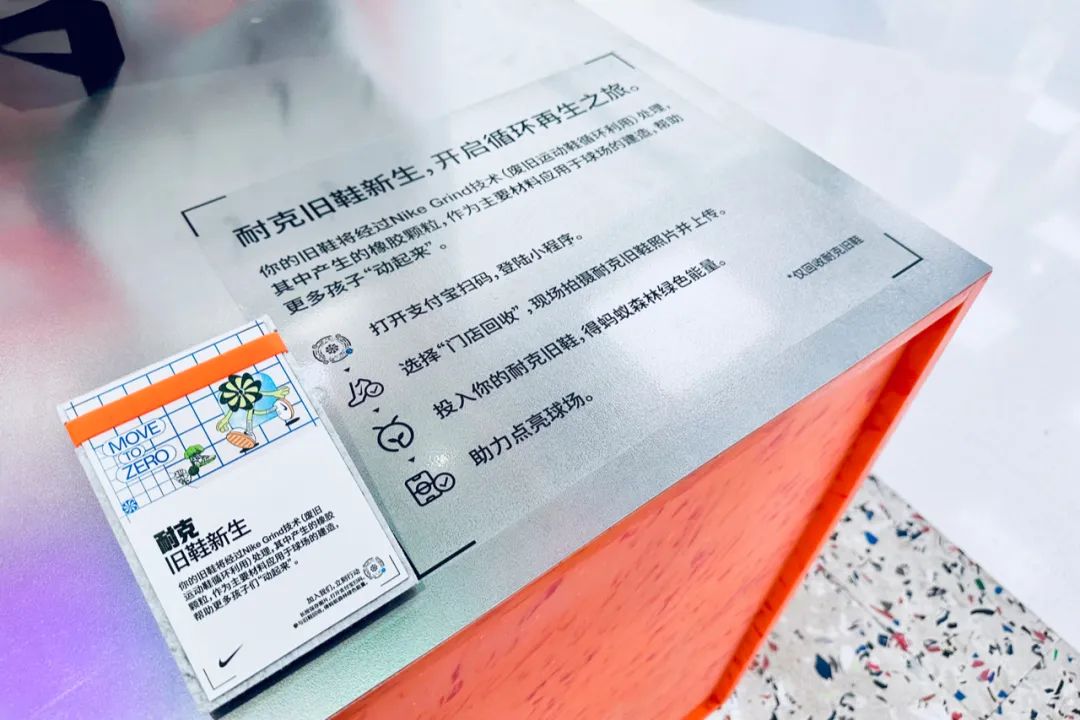 耐克旧鞋新生，开启循环再生之旅。
你的旧鞋将经过Nike Grind技术（废旧运动鞋循环利用）处理，
其中产生的橡胶颗粒，作为主要材料应用于球场的建造，帮助
更多孩子“动起来”。
打开支付宝扫码，登陆小程序。
选择“门店回收”，现场拍摄耐克旧鞋照片并上传。
投入你的耐克旧鞋，得蚂蚁森林绿色能量。
助力点亮球场。
*仅回收耐克旧鞋
MOVE
TO
ZERO
耐克
旧鞋新生
你的旧鞋将经过Nike Grind技术（废旧
运动鞋循环利用）处理，其中产生的橡胶
颗粒，作为主要材料应用于球场的建造，
帮助更多孩子们“动起来”。
加入我们，立刻行动